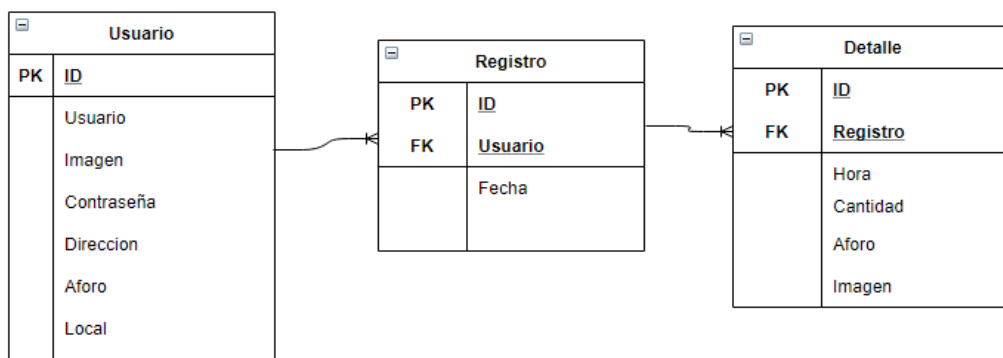 Usuario
PK ID
Usuario
Imagen
Contraseña
Direccion
Aforo
Local
Registro
PK ID
FK Usuario
Fecha
Detalle
PK ID
FK Registro
Hora
Cantidad
Aforo
Imagen